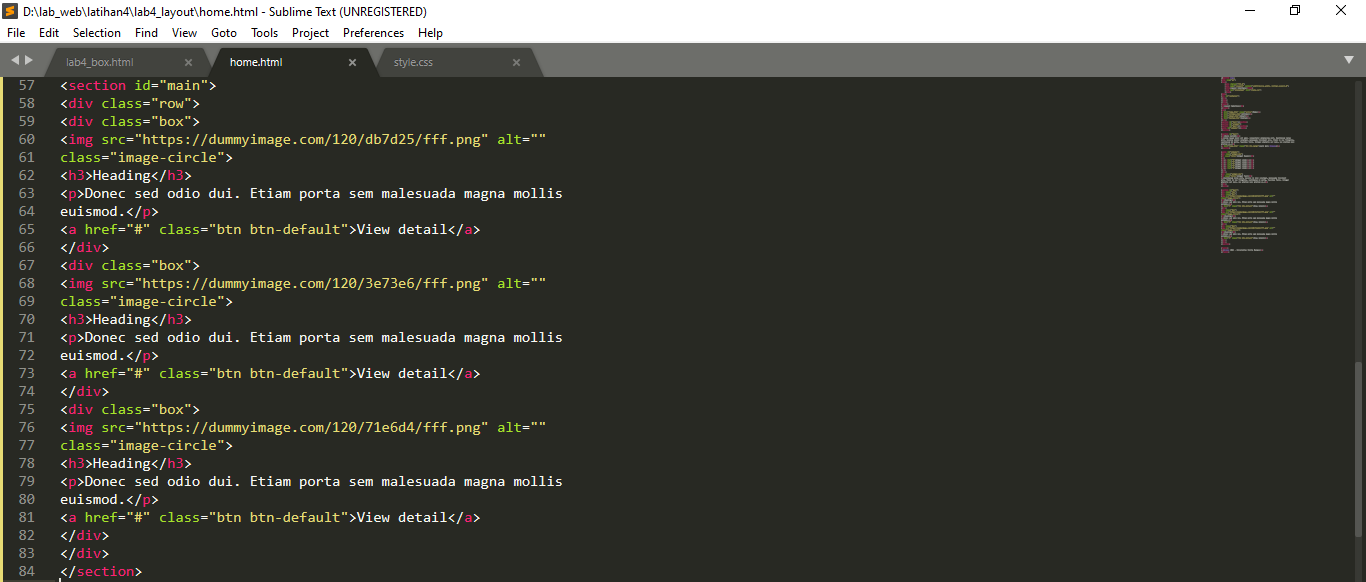 D:\lab_web\latihan4\lab4_layout\home.html - Sublime Text (UNREGISTERED)
File Edit Selection Find View Goto Tools Project Preferences Help
lab4_box.html × home.html × style.css ×
57 <section id="main">
58 <div class="row">
59 <div class="box">
60 <img src="https://dummyimage.com/120/db7d25/fff.png" alt=""
61 class="image-circle">
62 <h3>Heading</h3>
63 <p>Donec sed odio dui. Etiam porta sem malesuada magna mollis
64 euismod.</p>
65 <a href="#" class="btn btn-default">View detail</a>
66 </div>
67 <div class="box">
68 <img src="https://dummyimage.com/120/3e73e6/fff.png" alt=""
69 class="image-circle">
70 <h3>Heading</h3>
71 <p>Donec sed odio dui. Etiam porta sem malesuada magna mollis
72 euismod.</p>
73 <a href="#" class="btn btn-default">View detail</a>
74 </div>
75 <div class="box">
76 <img src="https://dummyimage.com/120/71e6d4/fff.png" alt=""
77 class="image-circle">
78 <h3>Heading</h3>
79 <p>Donec sed odio dui. Etiam porta sem malesuada magna mollis
80 euismod.</p>
81 <a href="#" class="btn btn-default">View detail</a>
82 </div>
83 </div>
84 </section>